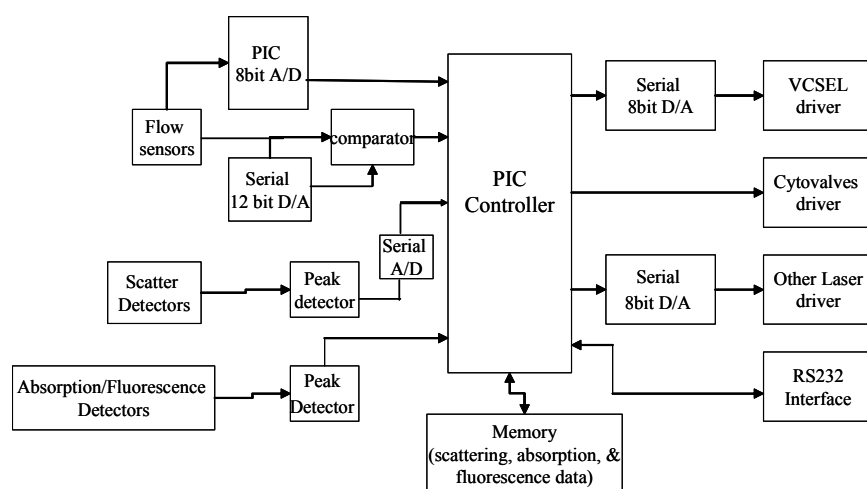 PIC
8bit A/D
Flow
sensors
comparator
Serial
12 bit D/A
Serial
A/D
Scatter
Detectors
Peak
detector
Absorption/Fluorescence
Detectors
Peak
Detector
PIC
Controller
Memory
(scattering, absorption, &
fluorescence data)
Serial
8bit D/A
VCSEL
driver
Cytovalves
driver
Serial
8bit D/A
Other Laser
driver
RS232
Interface